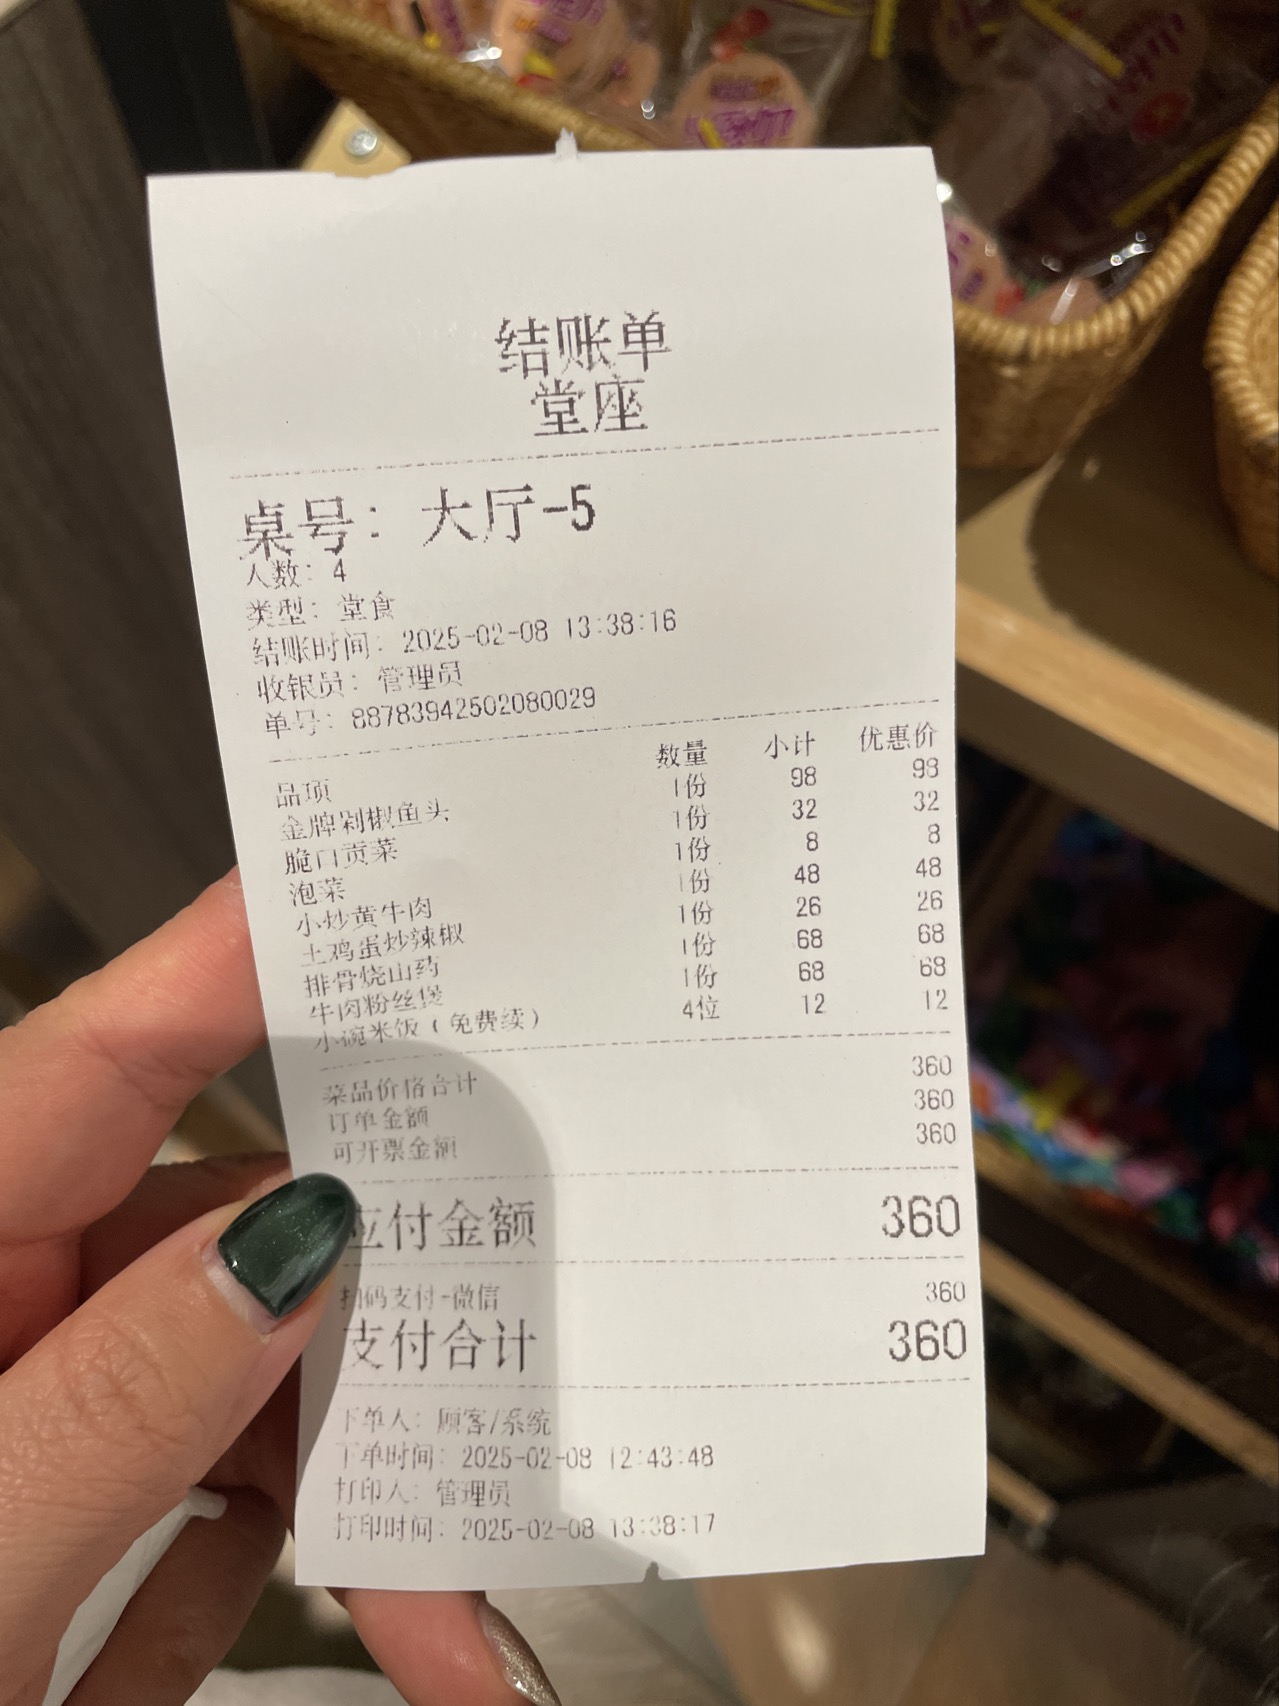 结账单
堂座
桌号：大厅-5
人数：4
类型：堂食
结账时间：2025-02-08 13:38:16
收银员：管理员
单号：88783942502080029
品项 数量 小计 优惠价
金牌剁椒鱼头 1份 98 98
脆口贡菜 1份 32 32
泡菜 1份 8 8
小炒黄牛肉 1份 48 48
土鸡蛋炒辣椒 1份 26 26
排骨烧山药 1份 68 68
牛肉粉丝煲 1份 68 68
小碗米饭（免费续） 4位 12 12
菜品价格合计 360
订单金额 360
可开票金额 360
应付金额 360
扫码支付-微信 360
支付合计 360
下单人：顾客/系统
下单时间：2025-02-08 12:43:48
打印人：管理员
打印时间：2025-02-08 13:38:17